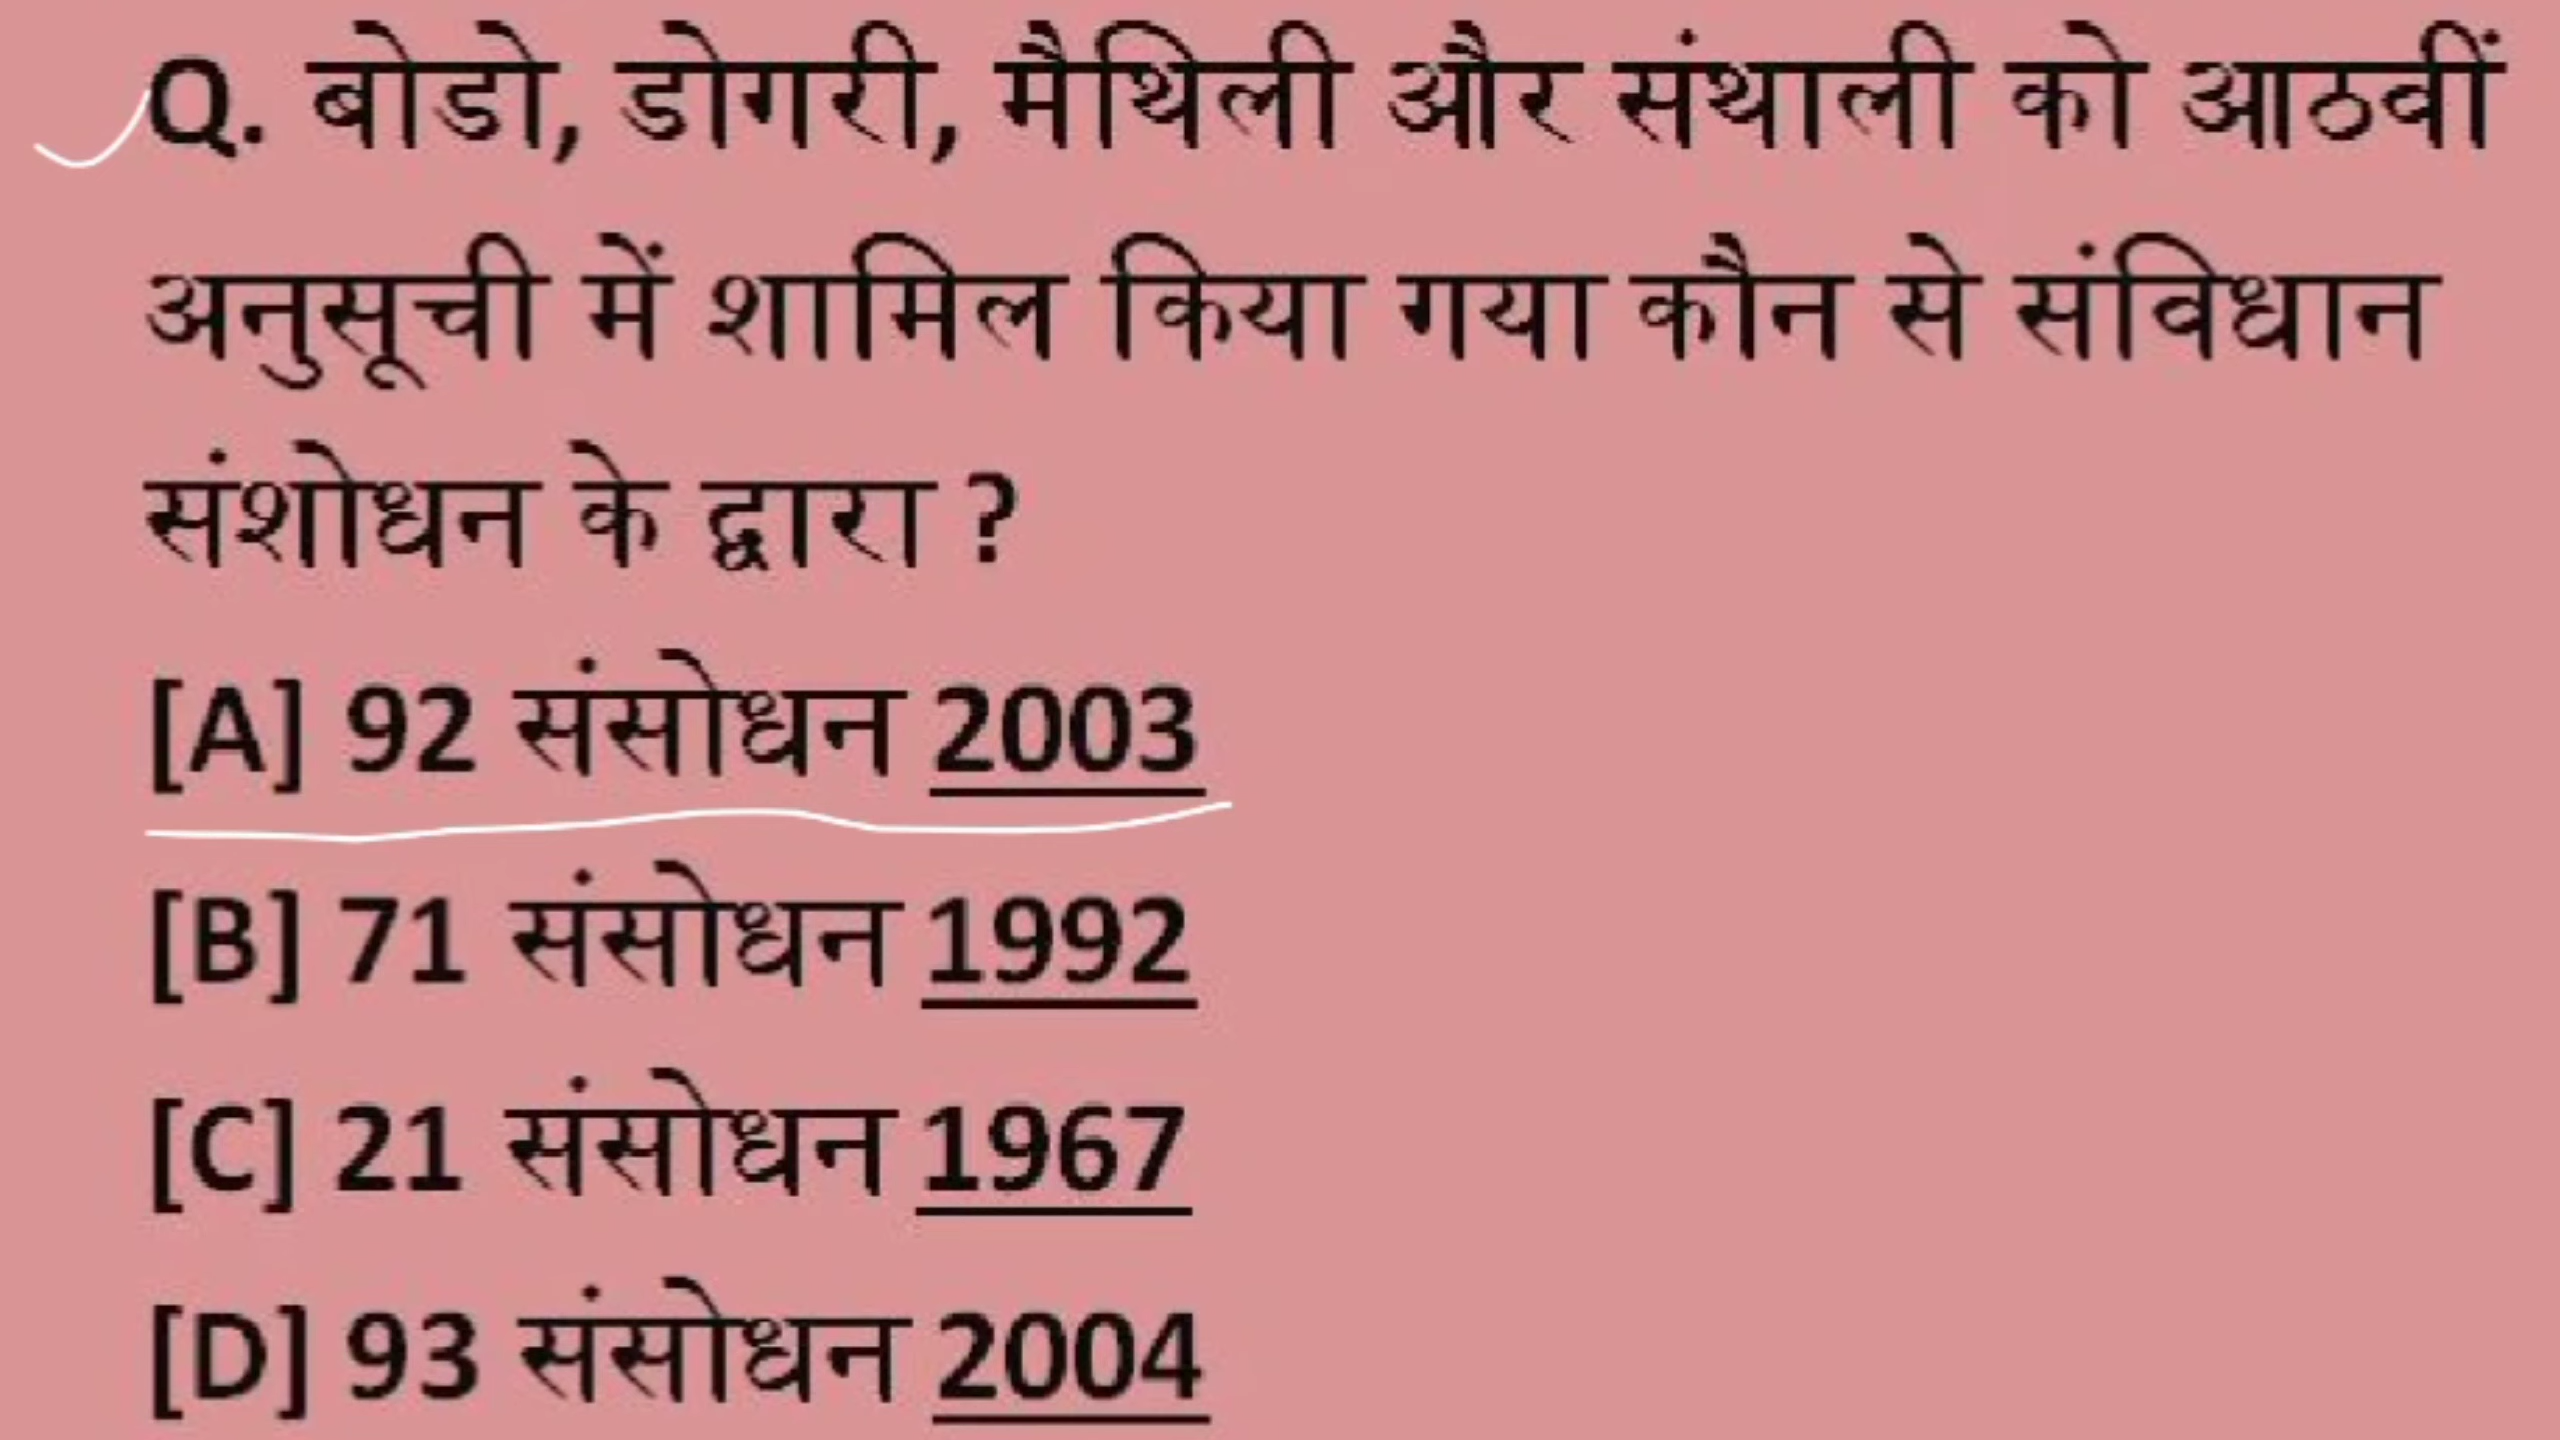 Q. बोडो, डोगरी, मैथिली और संथाली को आठवीं
अनुसूची में शामिल किया गया कौन से संविधान
संशोधन के द्वारा ?
[A] 92 संसोधन 2003
[B] 71 संसोधन 1992
[C] 21 संसोधन 1967
[D] 93 संसोधन 2004